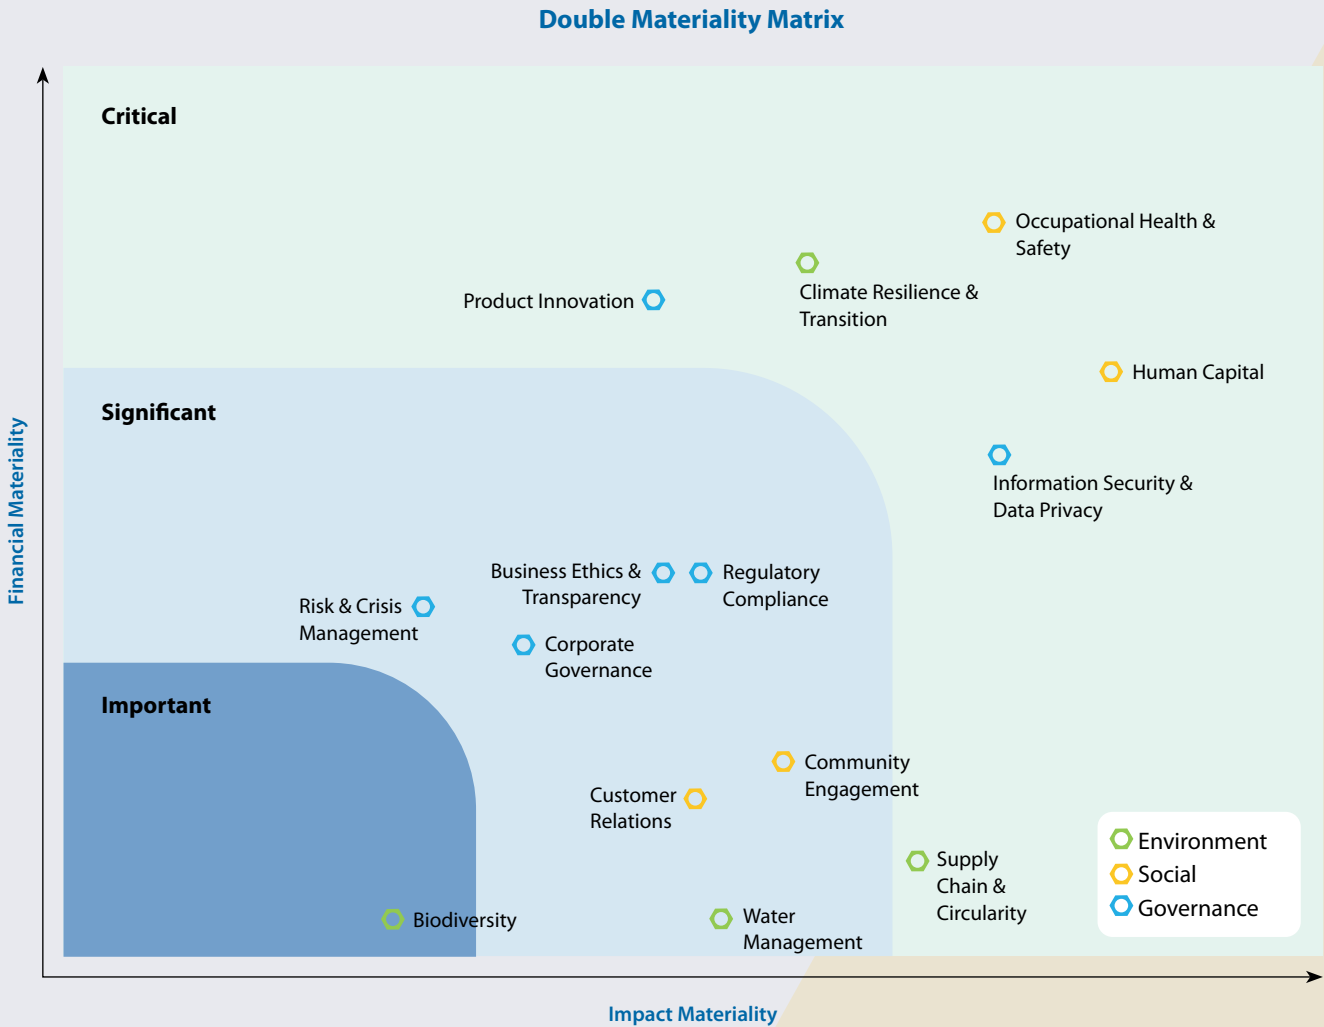 Double Materiality Matrix
Critical
Occupational Health &
Safety
Climate Resilience &
Transition
Product Innovation
Human Capital
Significant
Information Security &
Data Privacy
Business Ethics &
Transparency
Regulatory
Compliance
Risk & Crisis
Management
Corporate
Governance
Important
Community
Engagement
Customer
Relations
Supply
Chain &
Circularity
Biodiversity
Water
Management
Environment
Social
Governance
Financial Materiality
Impact Materiality